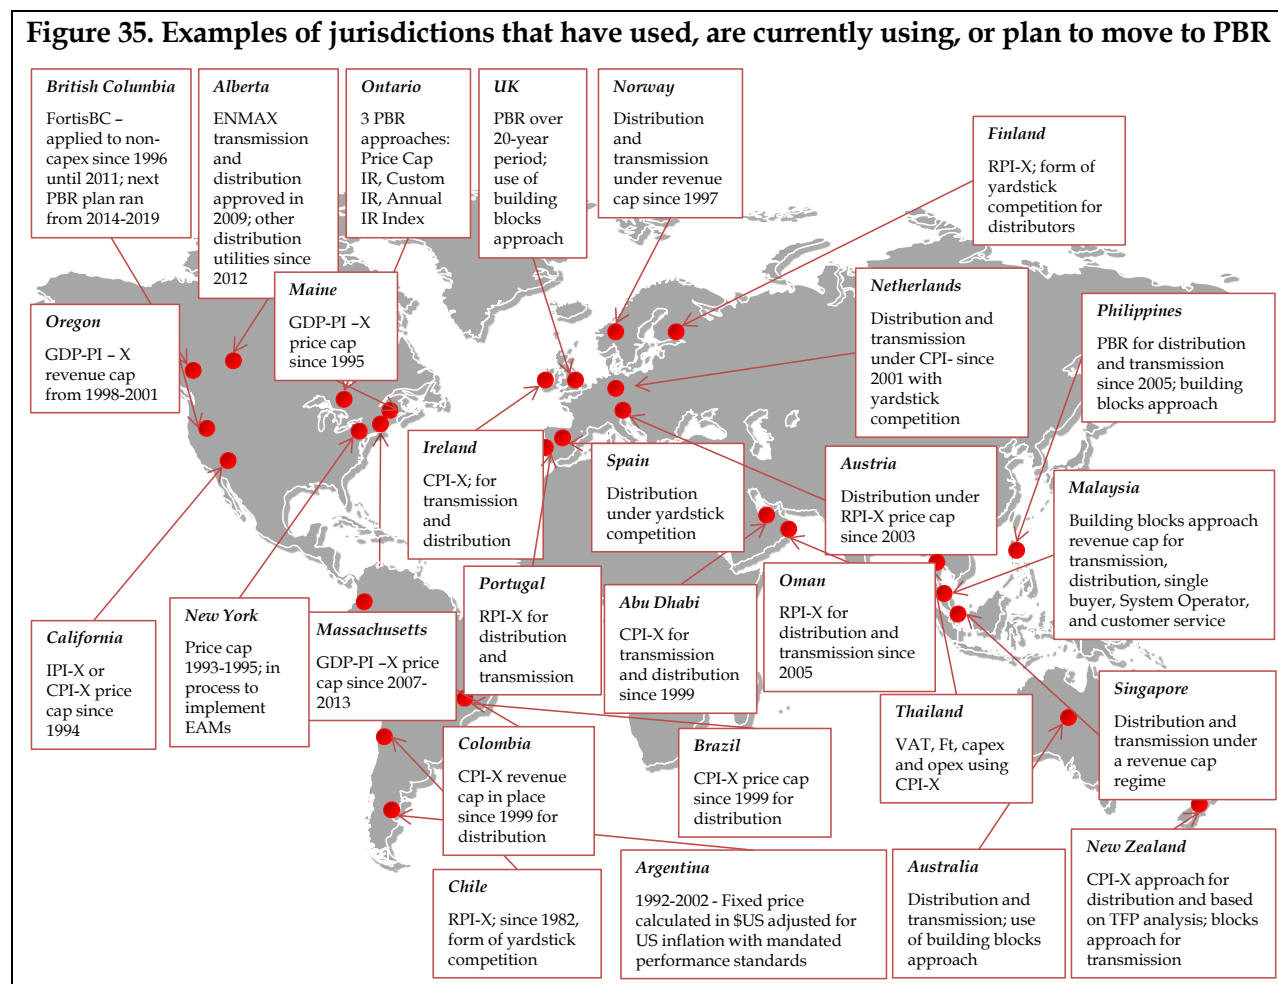 Figure 35. Examples of jurisdictions that have used, are currently using, or plan to move to PBR
British Columbia
FortisBC –
applied to non-
capex since 1996
until 2011; next
PBR plan ran
from 2014-2019
Alberta
ENMAX
transmission
and
distribution
approved in
2009; other
distribution
utilities since
2012
Ontario
3 PBR
approaches:
Price Cap
IR, Custom
IR, Annual
IR Index
UK
PBR over
20-year
period;
use of
building
blocks
approach
Norway
Distribution
and
transmission
under revenue
cap since 1997
Finland
RPI-X; form of
yardstick
competition for
distributors
Oregon
GDP-PI – X
revenue cap
from 1998-2001
Maine
GDP-PI –X
price cap
since 1995
Netherlands
Distribution and
transmission
under CPI- since
2001 with
yardstick
competition
Philippines
PBR for distribution
and transmission
since 2005; building
blocks approach
Ireland
CPI-X; for
transmission
and
distribution
Spain
Distribution
under yardstick
competition
Austria
Distribution under
RPI-X price cap
since 2003
Malaysia
Building blocks approach
revenue cap for
transmission,
distribution, single
buyer, System Operator,
and customer service
California
IPI-X or
CPI-X price
cap since
1994
New York
Price cap
1993-1995; in
process to
implement
EAMs
Massachusetts
GDP-PI –X price
cap since 2007-
2013
Portugal
RPI-X for
distribution
and
transmission
Abu Dhabi
CPI-X for
transmission
and distribution
since 1999
Oman
RPI-X for
distribution and
transmission since
2005
Thailand
VAT, Ft, capex
and opex using
CPI-X
Singapore
Distribution and
transmission under
a revenue cap
regime
Colombia
CPI-X revenue
cap in place
since 1999 for
distribution
Brazil
CPI-X price cap
since 1999 for
distribution
Chile
RPI-X; since 1982,
form of yardstick
competition
Argentina
1992-2002 - Fixed price
calculated in $US adjusted for
US inflation with mandated
performance standards
Australia
Distribution and
transmission; use
of building blocks
approach
New Zealand
CPI-X approach for
distribution and based
on TFP analysis; blocks
approach for
transmission